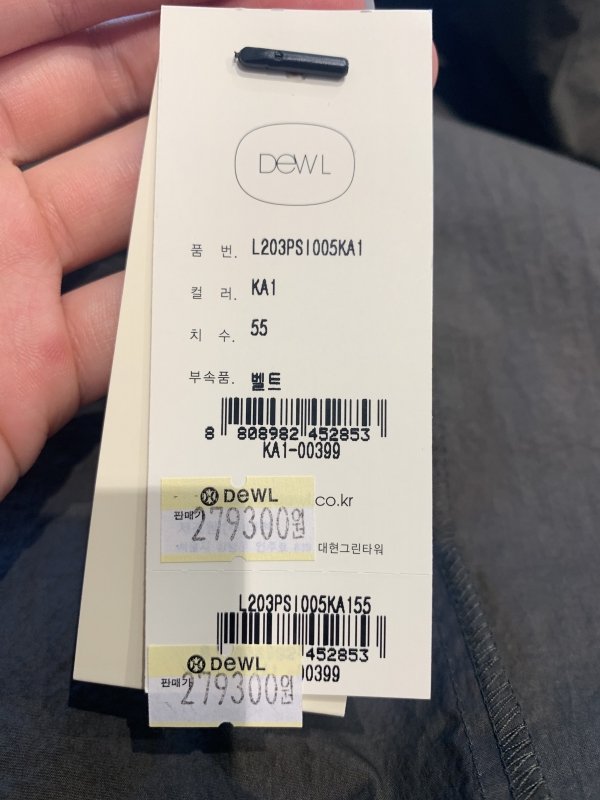 DEWL
품 번. L203PSI005KA1
컬 러. KA1
치 수. 55
부속품. 벨트
8 808982 452853
KA1-00399
DEWL
co.kr
판매가 279300원
대현그린타워
L203PSI005KA155
452853
DEWL
00399
판매가 279300원